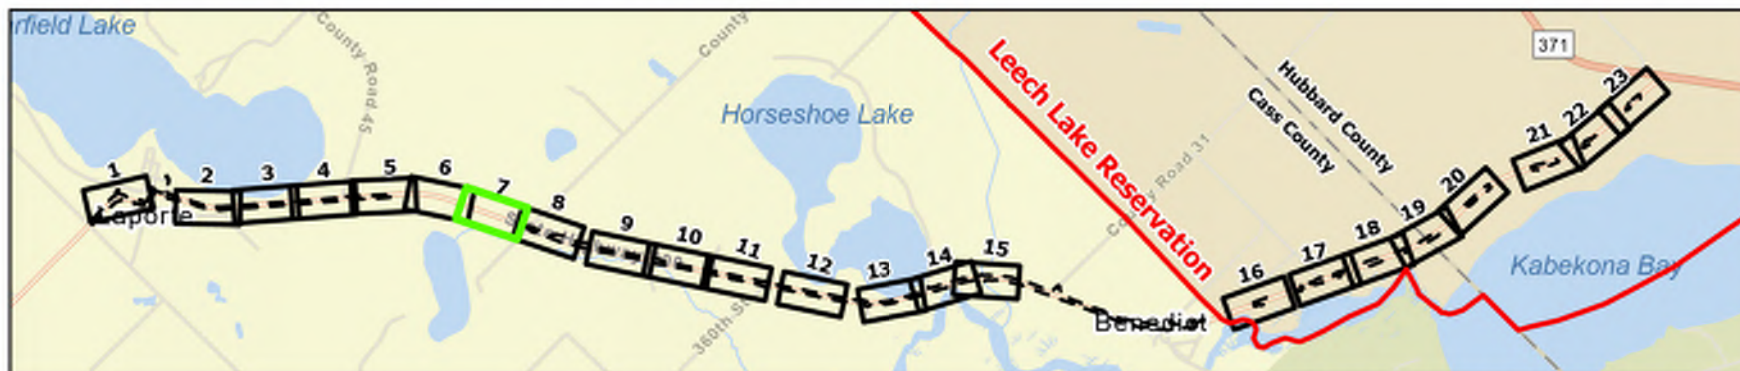 rfield Lake
County Road 45
County
371
Horseshoe Lake
Leech Lake Reservation
Hubbard County
Cass County
County Road 31
Kabekona Bay
Laporte
Benedict
360th St
1
2
3
4
5
6
7
8
9
10
11
12
13
14
15
16
17
18
19
20
21
22
23